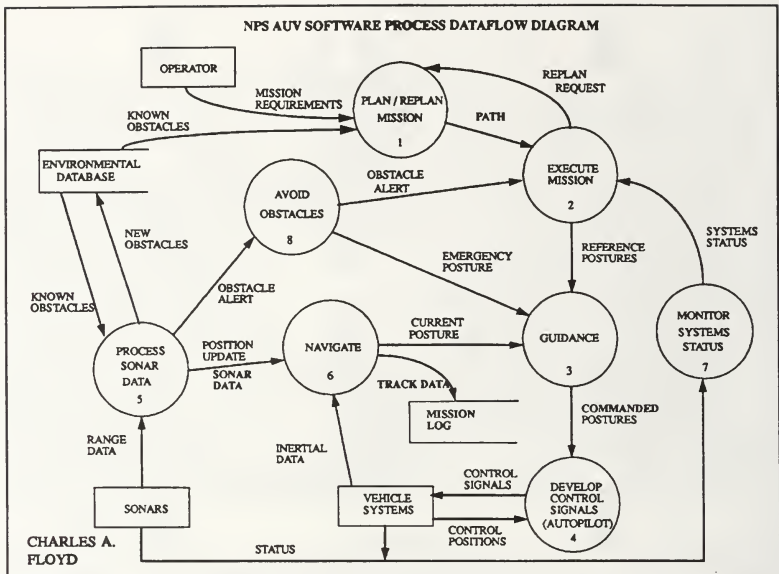 NPS AUV SOFTWARE PROCESS DATAFLOW DIAGRAM
OPERATOR
MISSION
REQUIREMENTS
PLAN / REPLAN
MISSION
1
REPLAN
REQUEST
KNOWN
OBSTACLES
PATH
ENVIRONMENTAL
DATABASE
AVOID
OBSTACLES
8
OBSTACLE
ALERT
EXECUTE
MISSION
2
SYSTEMS
STATUS
NEW
OBSTACLES
EMERGENCY
POSTURE
REFERENCE
POSTURES
KNOWN
OBSTACLES
OBSTACLE
ALERT
PROCESS
SONAR
DATA
5
POSITION
UPDATE
SONAR
DATA
NAVIGATE
6
CURRENT
POSTURE
GUIDANCE
3
MONITOR
SYSTEMS
STATUS
7
TRACK DATA
MISSION
LOG
COMMANDED
POSTURES
RANGE
DATA
INERTIAL
DATA
SONARS
VEHICLE
SYSTEMS
CONTROL
SIGNALS
CONTROL
POSITIONS
DEVELOP
CONTROL
SIGNALS
(AUTOPILOT)
4
CHARLES A.
FLOYD
STATUS